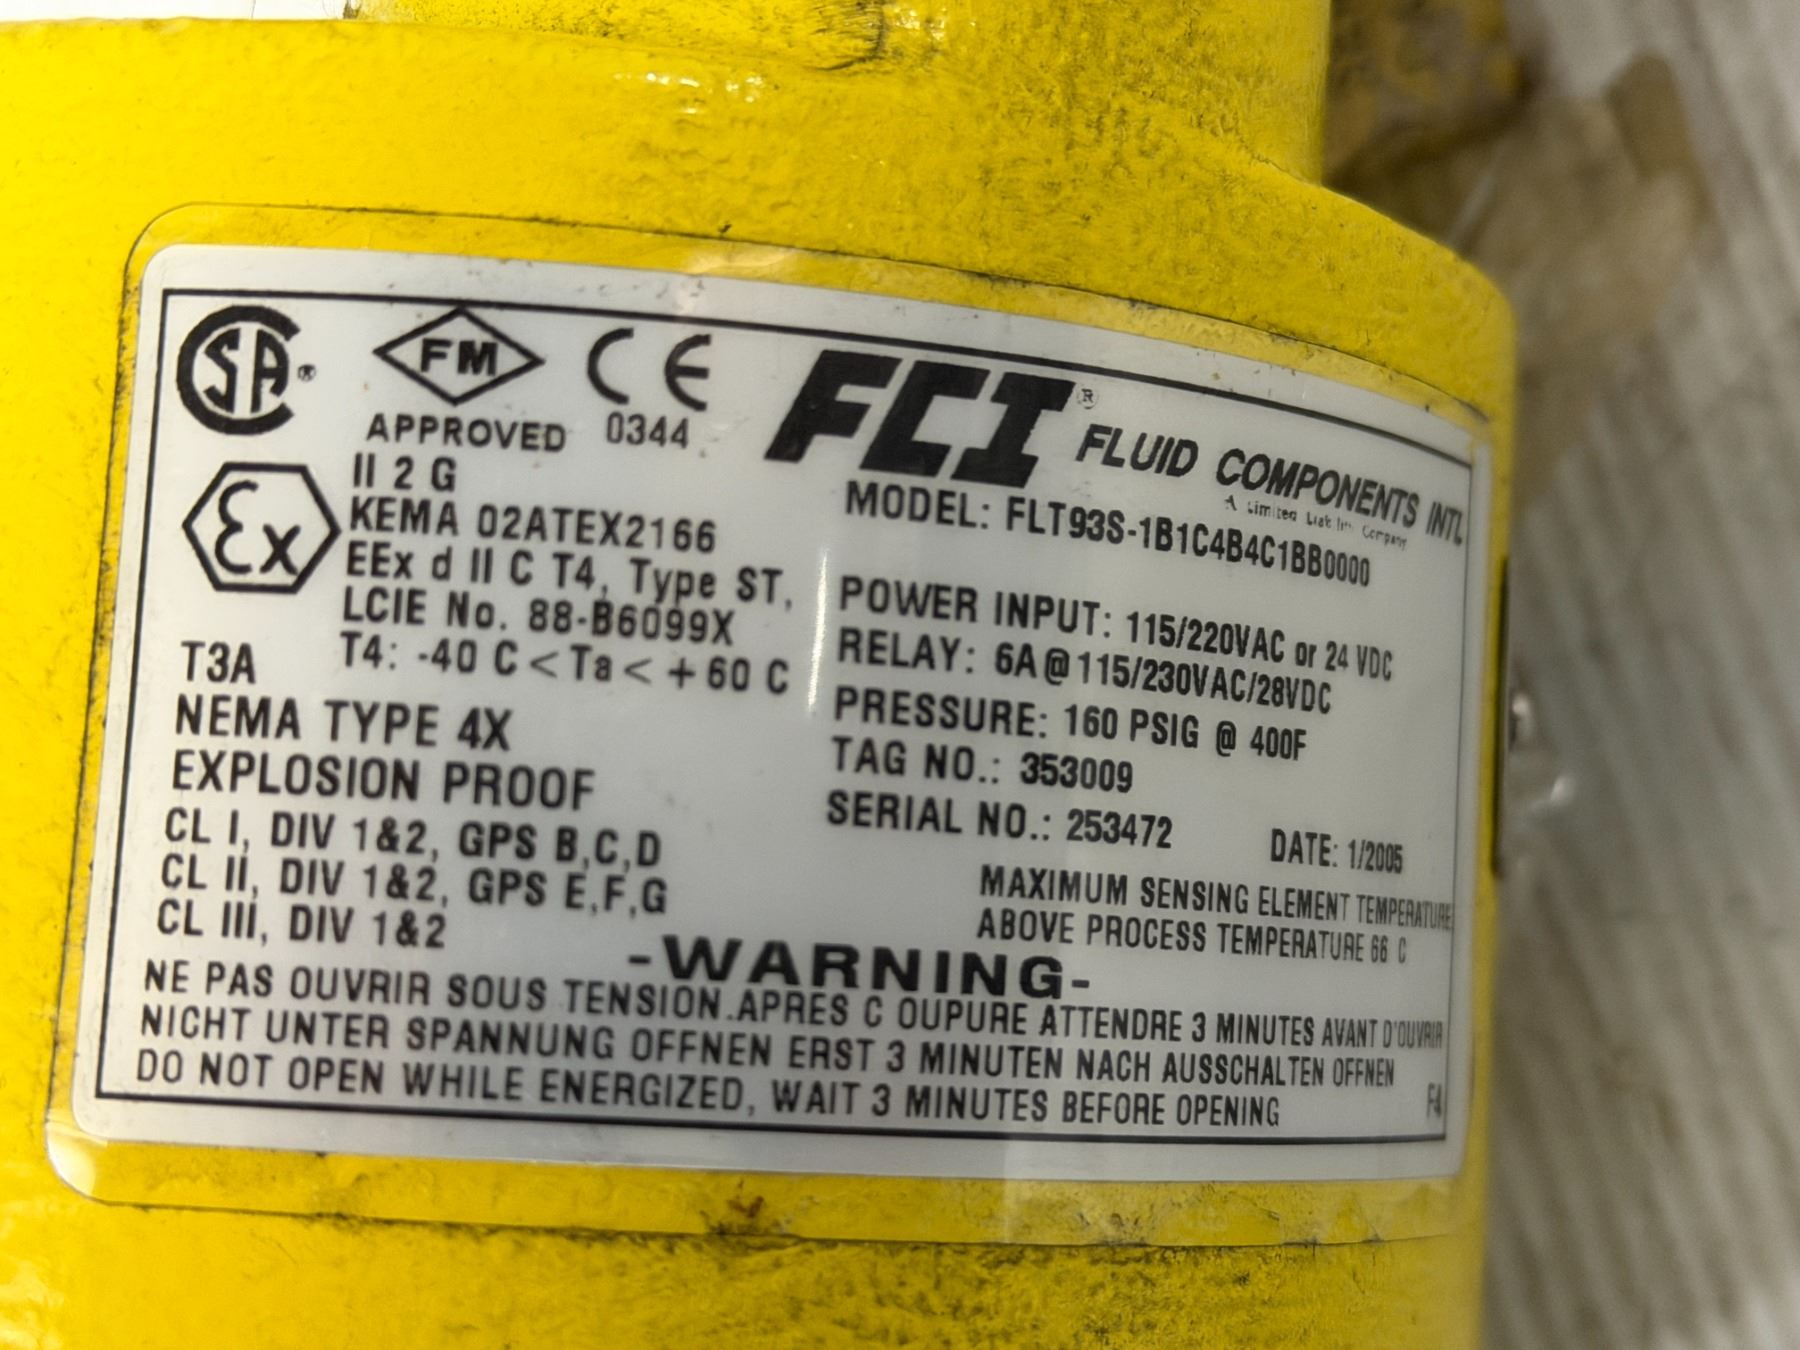 SA®
FM
APPROVED
CE
0344
FCI® FLUID COMPONENTS INTL
A Limited Liability Company
Ex
II 2 G
KEMA 02ATEX2166
EEx d II C T4, Type ST,
LCIE No. 88-B6099X
T3A T4: -40 C < Ta < +60 C
NEMA TYPE 4X
EXPLOSION PROOF
CL I, DIV 1&2, GPS B,C,D
CL II, DIV 1&2, GPS E,F,G
CL III, DIV 1&2
MODEL: FLT93S-1B1C4B4C1BB0000
POWER INPUT: 115/220VAC or 24 VDC
RELAY: 6A@115/230VAC/28VDC
PRESSURE: 160 PSIG @ 400F
TAG NO.: 353009
SERIAL NO.: 253472 DATE: 1/2005
MAXIMUM SENSING ELEMENT TEMPERATURE
ABOVE PROCESS TEMPERATURE 66 C
-WARNING-
NE PAS OUVRIR SOUS TENSION.APRES C OUPURE ATTENDRE 3 MINUTES AVANT D'OUVRIR
NICHT UNTER SPANNUNG OFFNEN ERST 3 MINUTEN NACH AUSSCHALTEN OFFNEN
DO NOT OPEN WHILE ENERGIZED, WAIT 3 MINUTES BEFORE OPENING
F4